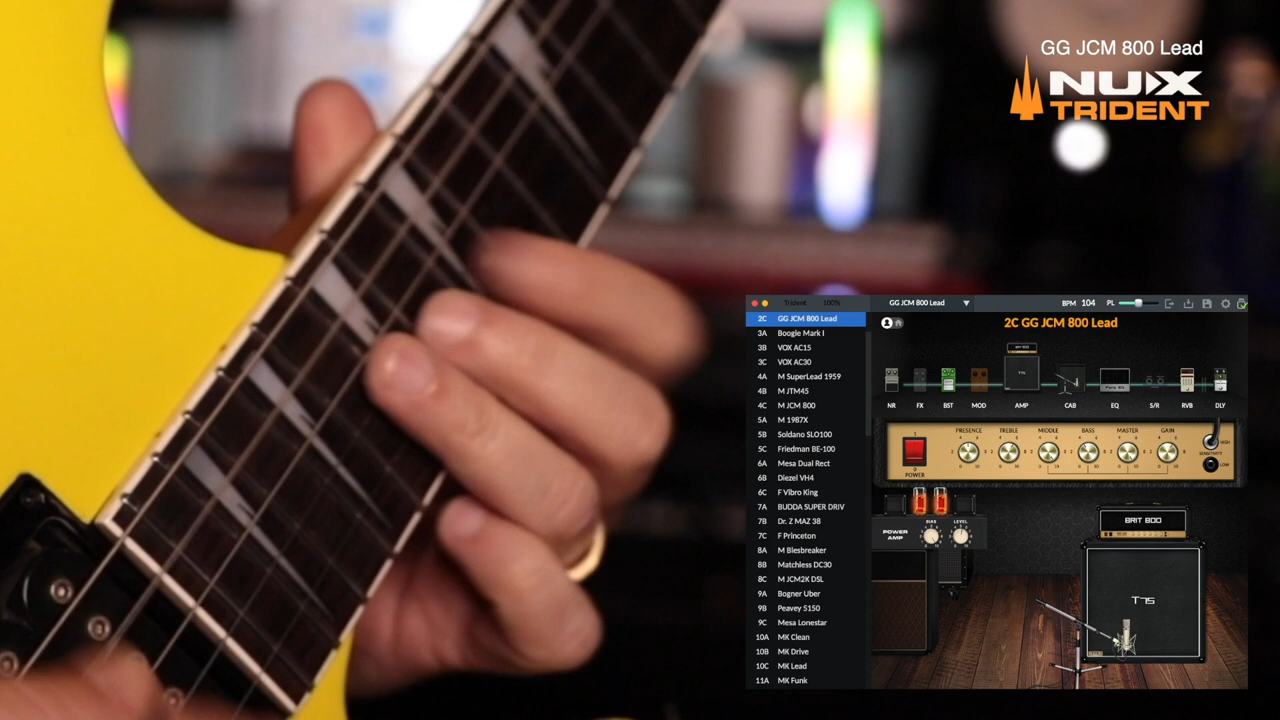 GG JCM 800 Lead
NUX
TRIDENT
Trident 100%
GG JCM 800 Lead
BPM 104 PL
2C GG JCM 800 Lead
3A Boogie Mark I
3B VOX AC15
3C VOX AC30
4A M SuperLead 1959
4B M JTM45
4C M JCM 800
5A M 1987X
5B Soldano SLO100
5C Friedman BE-100
6A Mesa Dual Rect
6B Diezel VH4
6C F Vibro King
7A BUDDA SUPER DRIV
7B Dr. Z MAZ 38
7C F Princeton
8A M Blesbreaker
8B Matchless DC30
8C M JCM2K DSL
9A Bogner Uber
9B Peavey 5150
9C Mesa Lonestar
10A MK Clean
10B MK Drive
10C MK Lead
11A MK Funk
2C GG JCM 800 Lead
NR FX BST MOD AMP CAB EQ S/R RVB DLY
PRESENCE TREBLE MIDDLE BASS MASTER GAIN
HIGH
SENSITIVITY
LOW
POWER
POWER AMP
BIAS LEVEL
BRIT 800
T75